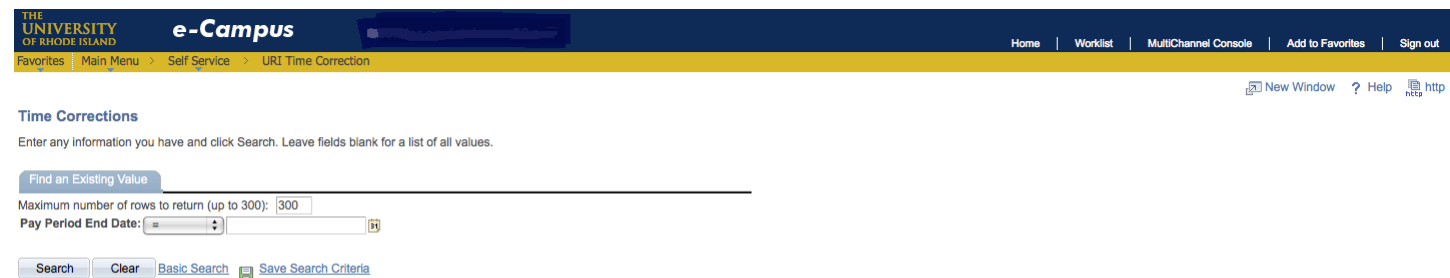 THE
UNIVERSITY
OF RHODE ISLAND
e-Campus
Home | Worklist | MultiChannel Console | Add to Favorites | Sign out
Favorites Main Menu > Self Service > URI Time Correction
New Window ? Help http
Time Corrections
Enter any information you have and click Search. Leave fields blank for a list of all values.
Find an Existing Value
Maximum number of rows to return (up to 300): 300
Pay Period End Date: =
Search Clear Basic Search Save Search Criteria